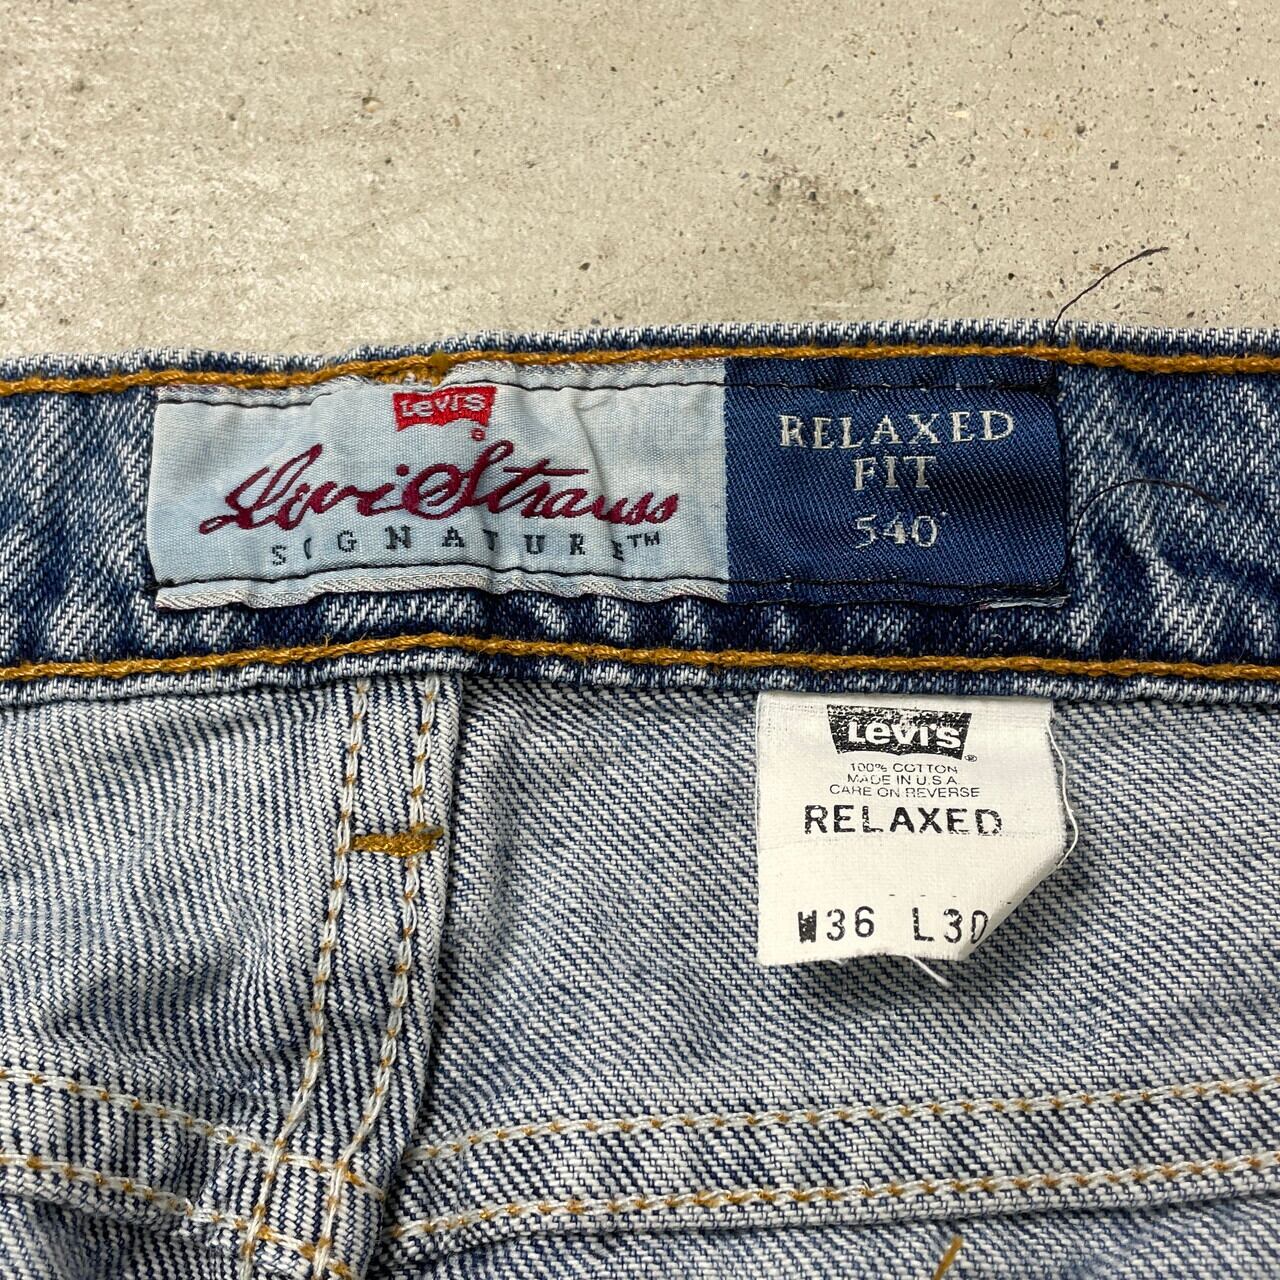 Levi's
®
Levi Strauss
SIGNATURE™
RELAXED
FIT
540
Levi's®
100% COTTON
MADE IN U.S.A.
CARE ON REVERSE
RELAXED
W36 L30